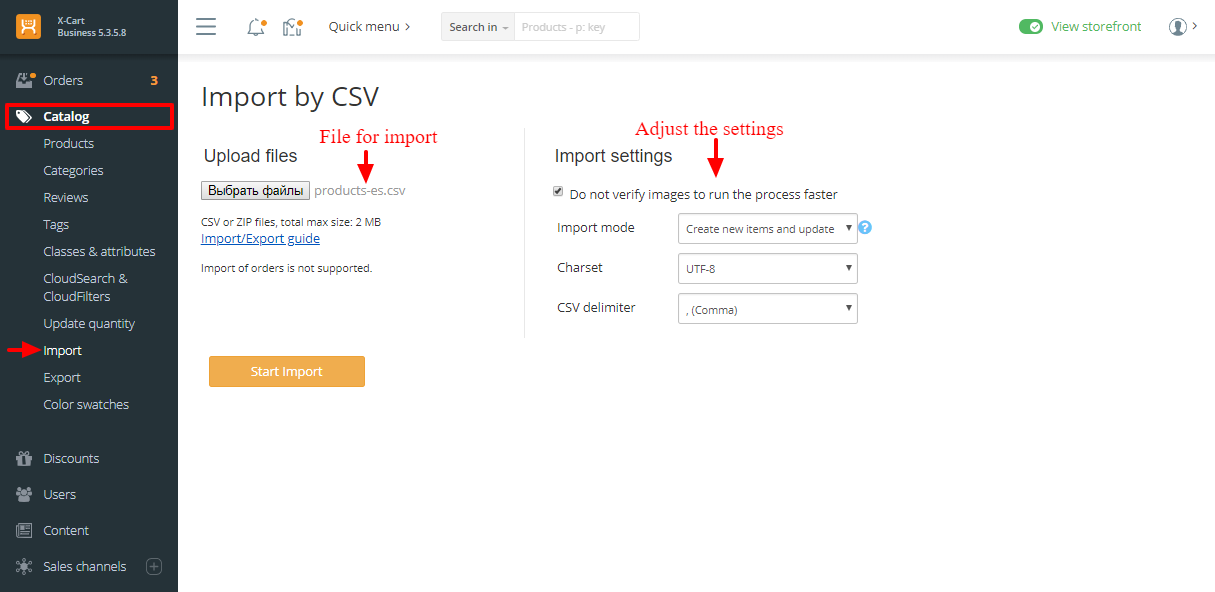 X-Cart
Business 5.3.5.8
Quick menu
Search in
Products - p: key
View storefront
Orders 3
Catalog
Products
Categories
Reviews
Tags
Classes & attributes
CloudSearch &
CloudFilters
Update quantity
Import
Export
Color swatches
Discounts
Users
Content
Sales channels
Import by CSV
File for import
Upload files
Выбрать файлы products-es.csv
CSV or ZIP files, total max size: 2 MB
Import/Export guide
Import of orders is not supported.
Start Import
Adjust the settings
Import settings
Do not verify images to run the process faster
Import mode Create new items and update ?
Charset UTF-8
CSV delimiter , (Comma)